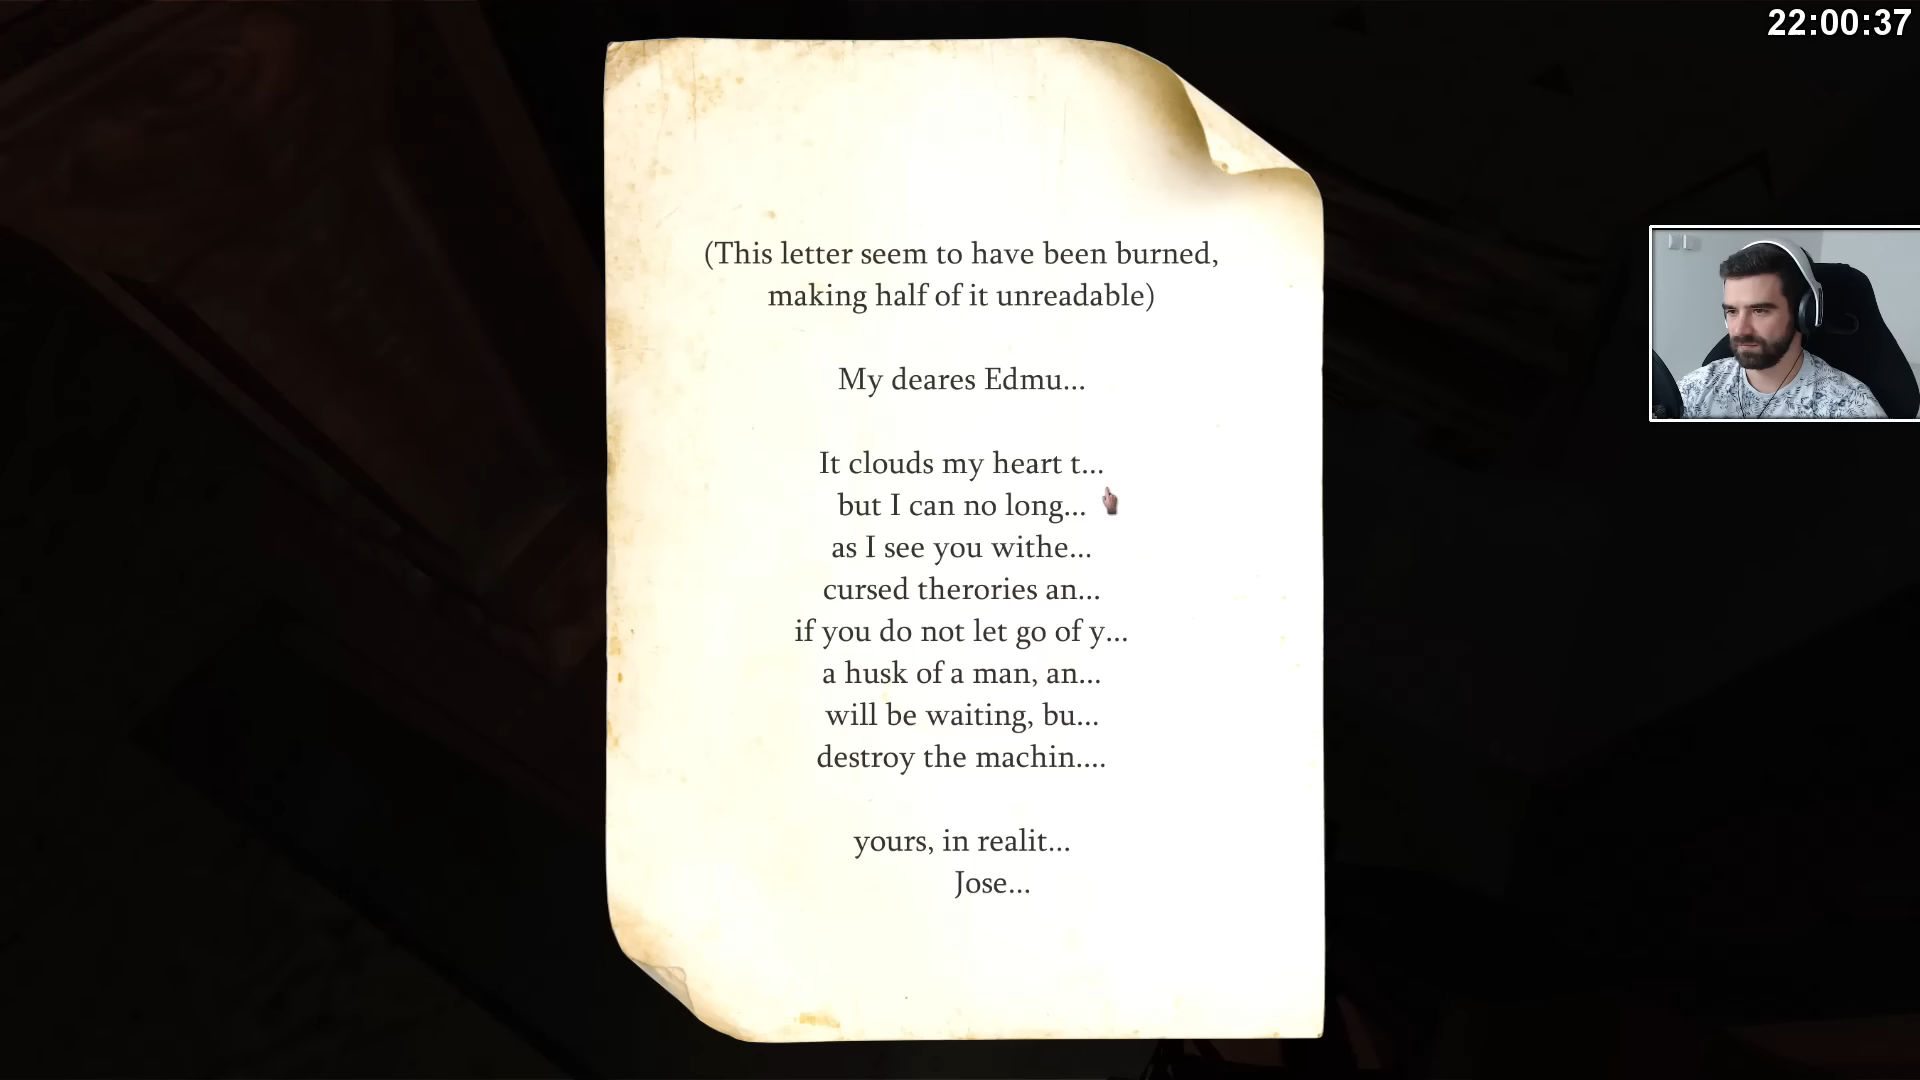 22:00:37
(This letter seem to have been burned,
making half of it unreadable)
My deares Edmu...
It clouds my heart t...
but I can no long...
as I see you withe...
cursed therories an...
if you do not let go of y...
a husk of a man, an...
will be waiting, bu...
destroy the machin....
yours, in realit...
Jose...